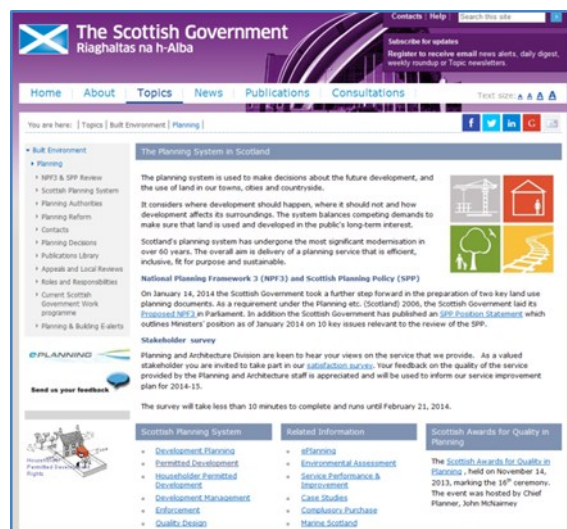 Contacts | Help | Search this site
The Scottish Government
Riaghaltas na h-Alba
Subscribe for updates
Register to receive email news alerts, daily digest,
weekly roundup or Topic newsletters.
Home About Topics News Publications Consultations Text size: A A A A
You are here: | Topics | Built Environment | Planning |
Built Environment
Planning
NPF3 & SPP Review
Scottish Planning System
Planning Authorities
Planning Reform
Contacts
Planning Decisions
Publications Library
Appeals and Local Reviews
Roles and Responsibilities
Current Scottish
Government Work
programme
Planning & Building E-alerts
ePLANNING
Send us your feedback
Householder
Permitted Development
Rights
The Planning System in Scotland
The planning system is used to make decisions about the future development, and
the use of land in our towns, cities and countryside.
It considers where development should happen, where it should not and how
development affects its surroundings. The system balances competing demands to
make sure that land is used and developed in the public's long-term interest.
Scotland's planning system has undergone the most significant modernisation in
over 60 years. The overall aim is delivery of a planning service that is efficient,
inclusive, fit for purpose and sustainable.
National Planning Framework 3 (NPF3) and Scottish Planning Policy (SPP)
On January 14, 2014 the Scottish Government took a further step forward in the preparation of two key land use
planning documents. As a requirement under the Planning etc. (Scotland) 2006, the Scottish Government laid its
Proposed NPF3 in Parliament. In addition the Scottish Government has published an SPP Position Statement which
outlines Ministers' position as of January 2014 on 10 key issues relevant to the review of the SPP.
Stakeholder survey
Planning and Architecture Division are keen to hear your views on the service that we provide. As a valued
stakeholder you are invited to take part in our satisfaction survey. Your feedback on the quality of the service
provided by the Planning and Architecture staff is appreciated and will be used to inform our service improvement
plan for 2014-15.
The survey will take less than 10 minutes to complete and runs until February 21, 2014.
Scottish Planning System
Development Planning
Permitted Development
Householder Permitted
Development
Development Management
Enforcement
Quality Design
Related Information
ePlanning
Environmental Assessment
Service Performance &
Improvement
Case Studies
Complusory Purchase
Marine Scotland
Scottish Awards for Quality in
Planning
The Scottish Awards for Quality in
Planning , held on November 14,
2013, marking the 16th ceremony.
The event was hosted by Chief
Planner, John McNairney